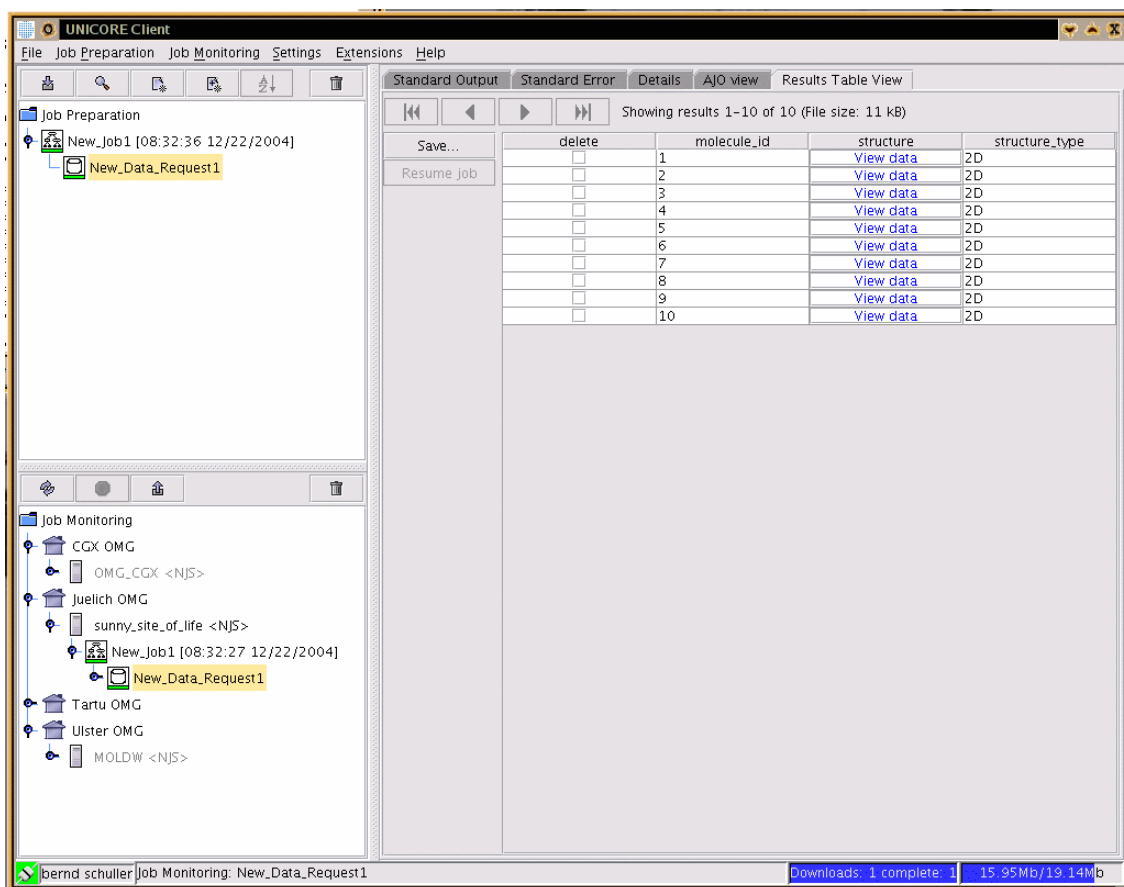 UNICORE Client
File Job Preparation Job Monitoring Settings Extensions Help
Job Preparation
New_Job1 [08:32:36 12/22/2004]
New_Data_Request1
Job Monitoring
CGX OMG
OMG_CGX <NJS>
Juelich OMG
sunny_site_of_life <NJS>
New_Job1 [08:32:27 12/22/2004]
New_Data_Request1
Tartu OMG
Ulster OMG
MOLDW <NJS>
Standard Output Standard Error Details AJO view Results Table View
Showing results 1-10 of 10 (File size: 11 kB)
Save...
Resume job
delete molecule_id structure structure_type
1 View data 2D
2 View data 2D
3 View data 2D
4 View data 2D
5 View data 2D
6 View data 2D
7 View data 2D
8 View data 2D
9 View data 2D
10 View data 2D
bernd schuller Job Monitoring: New_Data_Request1 Downloads: 1 complete: 1 15.95Mb/19.14Mb